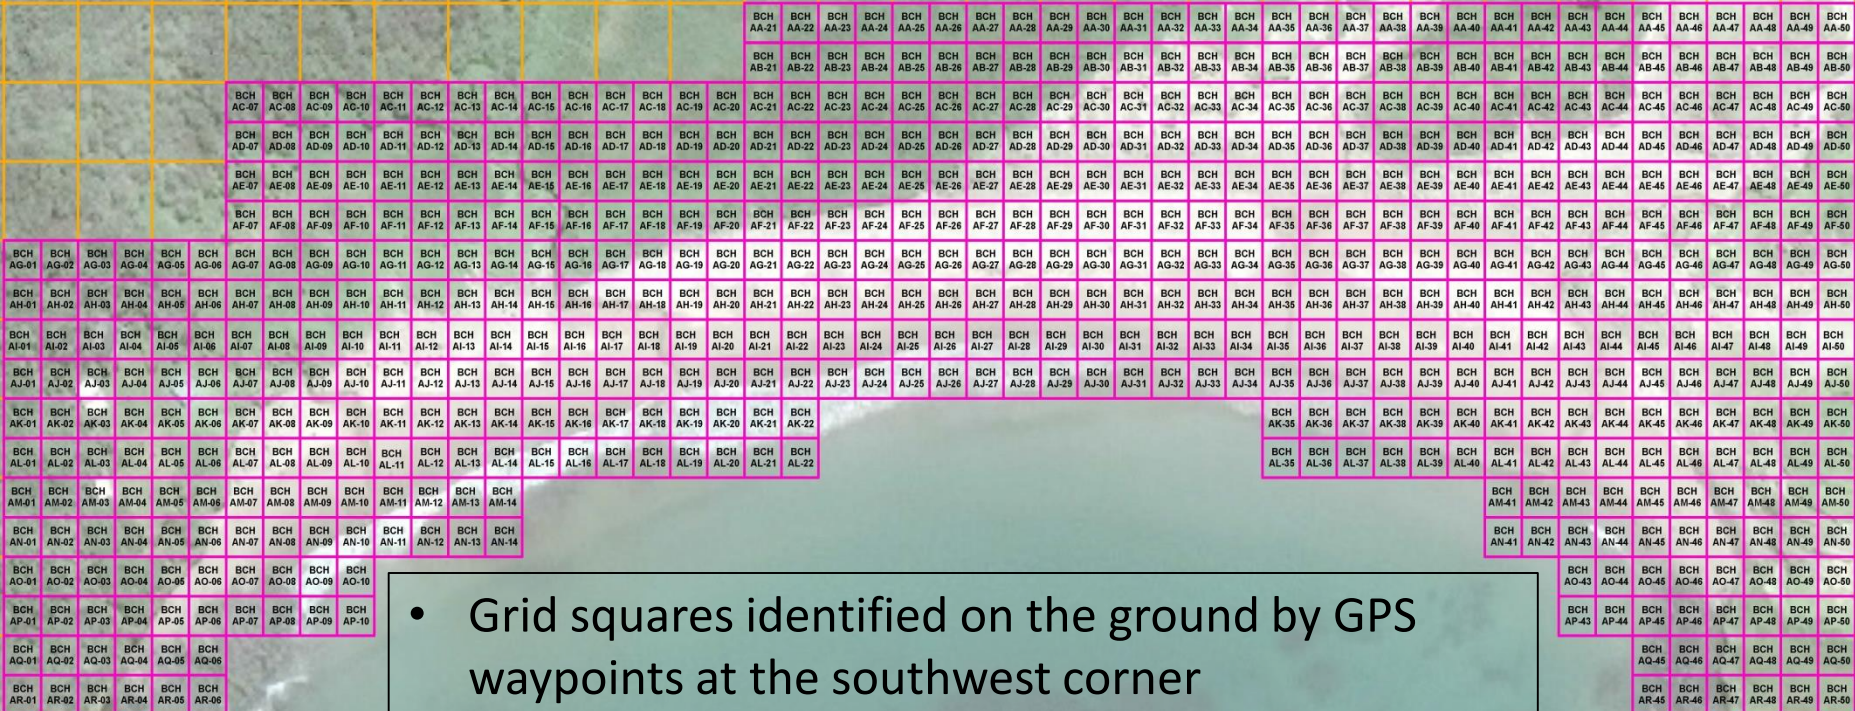 BCH BCH BCH BCH BCH BCH BCH BCH BCH BCH BCH BCH BCH BCH BCH BCH BCH BCH BCH BCH BCH BCH BCH BCH BCH BCH BCH BCH BCH BCH
AA-21 AA-22 AA-23 AA-24 AA-25 AA-26 AA-27 AA-28 AA-29 AA-30 AA-31 AA-32 AA-33 AA-34 AA-35 AA-36 AA-37 AA-38 AA-39 AA-40 AA-41 AA-42 AA-43 AA-44 AA-45 AA-46 AA-47 AA-48 AA-49 AA-50
BCH BCH BCH BCH BCH BCH BCH BCH BCH BCH BCH BCH BCH BCH BCH BCH BCH BCH BCH BCH BCH BCH BCH BCH BCH BCH BCH BCH BCH BCH
AB-21 AB-22 AB-23 AB-24 AB-25 AB-26 AB-27 AB-28 AB-29 AB-30 AB-31 AB-32 AB-33 AB-34 AB-35 AB-36 AB-37 AB-38 AB-39 AB-40 AB-41 AB-42 AB-43 AB-44 AB-45 AB-46 AB-47 AB-48 AB-49 AB-50
BCH BCH BCH BCH BCH BCH BCH BCH BCH BCH BCH BCH BCH BCH BCH BCH BCH BCH BCH BCH BCH BCH BCH BCH BCH BCH BCH BCH BCH BCH BCH BCH BCH BCH BCH BCH BCH BCH BCH BCH BCH BCH BCH BCH
AC-07 AC-08 AC-09 AC-10 AC-11 AC-12 AC-13 AC-14 AC-15 AC-16 AC-17 AC-18 AC-19 AC-20 AC-21 AC-22 AC-23 AC-24 AC-25 AC-26 AC-27 AC-28 AC-29 AC-30 AC-31 AC-32 AC-33 AC-34 AC-35 AC-36 AC-37 AC-38 AC-39 AC-40 AC-41 AC-42 AC-43 AC-44 AC-45 AC-46 AC-47 AC-48 AC-49 AC-50
BCH BCH BCH BCH BCH BCH BCH BCH BCH BCH BCH BCH BCH BCH BCH BCH BCH BCH BCH BCH BCH BCH BCH BCH BCH BCH BCH BCH BCH BCH BCH BCH BCH BCH BCH BCH BCH BCH BCH BCH BCH BCH BCH BCH
AD-07 AD-08 AD-09 AD-10 AD-11 AD-12 AD-13 AD-14 AD-15 AD-16 AD-17 AD-18 AD-19 AD-20 AD-21 AD-22 AD-23 AD-24 AD-25 AD-26 AD-27 AD-28 AD-29 AD-30 AD-31 AD-32 AD-33 AD-34 AD-35 AD-36 AD-37 AD-38 AD-39 AD-40 AD-41 AD-42 AD-43 AD-44 AD-45 AD-46 AD-47 AD-48 AD-49 AD-50
BCH BCH BCH BCH BCH BCH BCH BCH BCH BCH BCH BCH BCH BCH BCH BCH BCH BCH BCH BCH BCH BCH BCH BCH BCH BCH BCH BCH BCH BCH BCH BCH BCH BCH BCH BCH BCH BCH BCH BCH BCH BCH BCH BCH
AE-07 AE-08 AE-09 AE-10 AE-11 AE-12 AE-13 AE-14 AE-15 AE-16 AE-17 AE-18 AE-19 AE-20 AE-21 AE-22 AE-23 AE-24 AE-25 AE-26 AE-27 AE-28 AE-29 AE-30 AE-31 AE-32 AE-33 AE-34 AE-35 AE-36 AE-37 AE-38 AE-39 AE-40 AE-41 AE-42 AE-43 AE-44 AE-45 AE-46 AE-47 AE-48 AE-49 AE-50
BCH BCH BCH BCH BCH BCH BCH BCH BCH BCH BCH BCH BCH BCH BCH BCH BCH BCH BCH BCH BCH BCH BCH BCH BCH BCH BCH BCH BCH BCH BCH BCH BCH BCH BCH BCH BCH BCH BCH BCH BCH BCH BCH BCH
AF-07 AF-08 AF-09 AF-10 AF-11 AF-12 AF-13 AF-14 AF-15 AF-16 AF-17 AF-18 AF-19 AF-20 AF-21 AF-22 AF-23 AF-24 AF-25 AF-26 AF-27 AF-28 AF-29 AF-30 AF-31 AF-32 AF-33 AF-34 AF-35 AF-36 AF-37 AF-38 AF-39 AF-40 AF-41 AF-42 AF-43 AF-44 AF-45 AF-46 AF-47 AF-48 AF-49 AF-50
BCH BCH BCH BCH BCH BCH BCH BCH BCH BCH BCH BCH BCH BCH BCH BCH BCH BCH BCH BCH BCH BCH BCH BCH BCH BCH BCH BCH BCH BCH BCH BCH BCH BCH BCH BCH BCH BCH BCH BCH BCH BCH BCH BCH BCH BCH BCH BCH BCH BCH
AG-01 AG-02 AG-03 AG-04 AG-05 AG-06 AG-07 AG-08 AG-09 AG-10 AG-11 AG-12 AG-13 AG-14 AG-15 AG-16 AG-17 AG-18 AG-19 AG-20 AG-21 AG-22 AG-23 AG-24 AG-25 AG-26 AG-27 AG-28 AG-29 AG-30 AG-31 AG-32 AG-33 AG-34 AG-35 AG-36 AG-37 AG-38 AG-39 AG-40 AG-41 AG-42 AG-43 AG-44 AG-45 AG-46 AG-47 AG-48 AG-49 AG-50
BCH BCH BCH BCH BCH BCH BCH BCH BCH BCH BCH BCH BCH BCH BCH BCH BCH BCH BCH BCH BCH BCH BCH BCH BCH BCH BCH BCH BCH BCH BCH BCH BCH BCH BCH BCH BCH BCH BCH BCH BCH BCH BCH BCH BCH BCH BCH BCH BCH BCH
AH-01 AH-02 AH-03 AH-04 AH-05 AH-06 AH-07 AH-08 AH-09 AH-10 AH-11 AH-12 AH-13 AH-14 AH-15 AH-16 AH-17 AH-18 AH-19 AH-20 AH-21 AH-22 AH-23 AH-24 AH-25 AH-26 AH-27 AH-28 AH-29 AH-30 AH-31 AH-32 AH-33 AH-34 AH-35 AH-36 AH-37 AH-38 AH-39 AH-40 AH-41 AH-42 AH-43 AH-44 AH-45 AH-46 AH-47 AH-48 AH-49 AH-50
BCH BCH BCH BCH BCH BCH BCH BCH BCH BCH BCH BCH BCH BCH BCH BCH BCH BCH BCH BCH BCH BCH BCH BCH BCH BCH BCH BCH BCH BCH BCH BCH BCH BCH BCH BCH BCH BCH BCH BCH BCH BCH BCH BCH BCH BCH BCH BCH BCH BCH
AI-01 AI-02 AI-03 AI-04 AI-05 AI-06 AI-07 AI-08 AI-09 AI-10 AI-11 AI-12 AI-13 AI-14 AI-15 AI-16 AI-17 AI-18 AI-19 AI-20 AI-21 AI-22 AI-23 AI-24 AI-25 AI-26 AI-27 AI-28 AI-29 AI-30 AI-31 AI-32 AI-33 AI-34 AI-35 AI-36 AI-37 AI-38 AI-39 AI-40 AI-41 AI-42 AI-43 AI-44 AI-45 AI-46 AI-47 AI-48 AI-49 AI-50
BCH BCH BCH BCH BCH BCH BCH BCH BCH BCH BCH BCH BCH BCH BCH BCH BCH BCH BCH BCH BCH BCH BCH BCH BCH BCH BCH BCH BCH BCH BCH BCH BCH BCH BCH BCH BCH BCH BCH BCH BCH BCH BCH BCH BCH BCH BCH BCH BCH BCH
AJ-01 AJ-02 AJ-03 AJ-04 AJ-05 AJ-06 AJ-07 AJ-08 AJ-09 AJ-10 AJ-11 AJ-12 AJ-13 AJ-14 AJ-15 AJ-16 AJ-17 AJ-18 AJ-19 AJ-20 AJ-21 AJ-22 AJ-23 AJ-24 AJ-25 AJ-26 AJ-27 AJ-28 AJ-29 AJ-30 AJ-31 AJ-32 AJ-33 AJ-34 AJ-35 AJ-36 AJ-37 AJ-38 AJ-39 AJ-40 AJ-41 AJ-42 AJ-43 AJ-44 AJ-45 AJ-46 AJ-47 AJ-48 AJ-49 AJ-50
BCH BCH BCH BCH BCH BCH BCH BCH BCH BCH BCH BCH BCH BCH BCH BCH BCH BCH BCH BCH BCH BCH BCH BCH BCH BCH BCH BCH BCH BCH BCH BCH BCH BCH BCH BCH BCH BCH
AK-01 AK-02 AK-03 AK-04 AK-05 AK-06 AK-07 AK-08 AK-09 AK-10 AK-11 AK-12 AK-13 AK-14 AK-15 AK-16 AK-17 AK-18 AK-19 AK-20 AK-21 AK-22 AK-35 AK-36 AK-37 AK-38 AK-39 AK-40 AK-41 AK-42 AK-43 AK-44 AK-45 AK-46 AK-47 AK-48 AK-49 AK-50
BCH BCH BCH BCH BCH BCH BCH BCH BCH BCH BCH BCH BCH BCH BCH BCH BCH BCH BCH BCH BCH BCH BCH BCH BCH BCH BCH BCH BCH BCH BCH BCH BCH BCH BCH BCH BCH BCH
AL-01 AL-02 AL-03 AL-04 AL-05 AL-06 AL-07 AL-08 AL-09 AL-10 AL-11 AL-12 AL-13 AL-14 AL-15 AL-16 AL-17 AL-18 AL-19 AL-20 AL-21 AL-22 AL-35 AL-36 AL-37 AL-38 AL-39 AL-40 AL-41 AL-42 AL-43 AL-44 AL-45 AL-46 AL-47 AL-48 AL-49 AL-50
BCH BCH BCH BCH BCH BCH BCH BCH BCH BCH BCH BCH BCH BCH BCH BCH BCH BCH BCH BCH BCH BCH BCH BCH
AM-01 AM-02 AM-03 AM-04 AM-05 AM-06 AM-07 AM-08 AM-09 AM-10 AM-11 AM-12 AM-13 AM-14 AM-41 AM-42 AM-43 AM-44 AM-45 AM-46 AM-47 AM-48 AM-49 AM-50
BCH BCH BCH BCH BCH BCH BCH BCH BCH BCH BCH BCH BCH BCH BCH BCH BCH BCH BCH BCH BCH BCH BCH BCH
AN-01 AN-02 AN-03 AN-04 AN-05 AN-06 AN-07 AN-08 AN-09 AN-10 AN-11 AN-12 AN-13 AN-14 AN-41 AN-42 AN-43 AN-44 AN-45 AN-46 AN-47 AN-48 AN-49 AN-50
BCH BCH BCH BCH BCH BCH BCH BCH BCH BCH BCH BCH BCH BCH BCH BCH BCH BCH
AO-01 AO-02 AO-03 AO-04 AO-05 AO-06 AO-07 AO-08 AO-09 AO-10 AO-43 AO-44 AO-45 AO-46 AO-47 AO-48 AO-49 AO-50
BCH BCH BCH BCH BCH BCH BCH BCH BCH BCH BCH BCH BCH BCH BCH BCH BCH BCH
AP-01 AP-02 AP-03 AP-04 AP-05 AP-06 AP-07 AP-08 AP-09 AP-10 AP-43 AP-44 AP-45 AP-46 AP-47 AP-48 AP-49 AP-50
BCH BCH BCH BCH BCH BCH BCH BCH BCH BCH BCH BCH
AQ-01 AQ-02 AQ-03 AQ-04 AQ-05 AQ-06 AQ-45 AQ-46 AQ-47 AQ-48 AQ-49 AQ-50
BCH BCH BCH BCH BCH BCH BCH BCH BCH BCH BCH BCH
AR-01 AR-02 AR-03 AR-04 AR-05 AR-06 AR-45 AR-46 AR-47 AR-48 AR-49 AR-50
• Grid squares identified on the ground by GPS
waypoints at the southwest corner